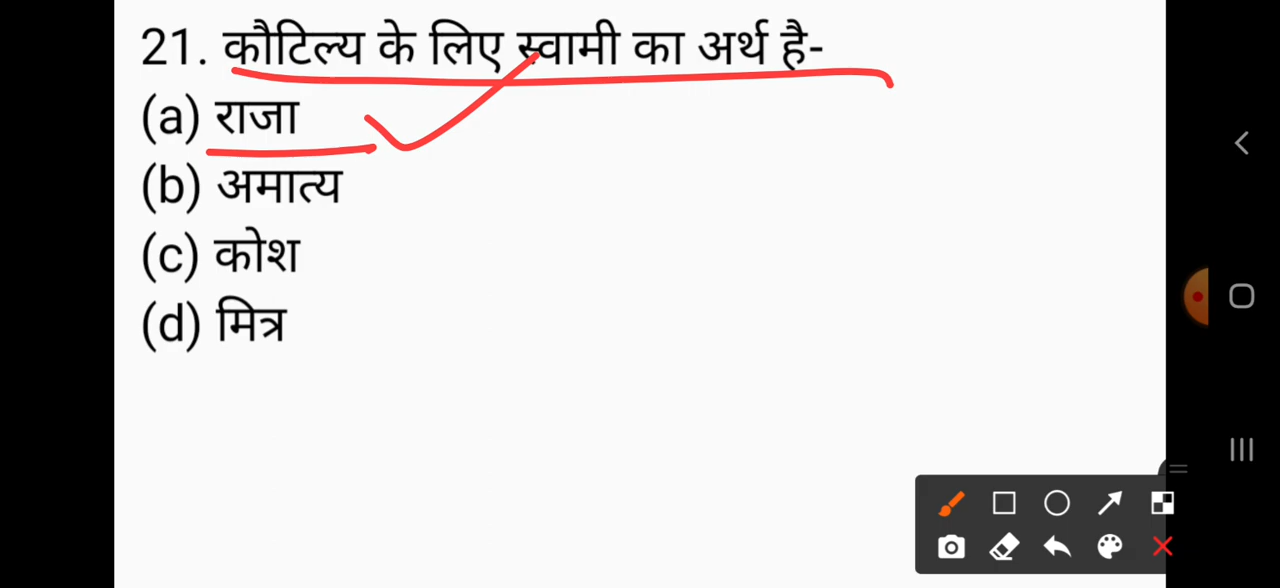 21. कौटिल्य के लिए स्वामी का अर्थ है-
(a) राजा
(b) अमात्य
(c) कोश
(d) मित्र